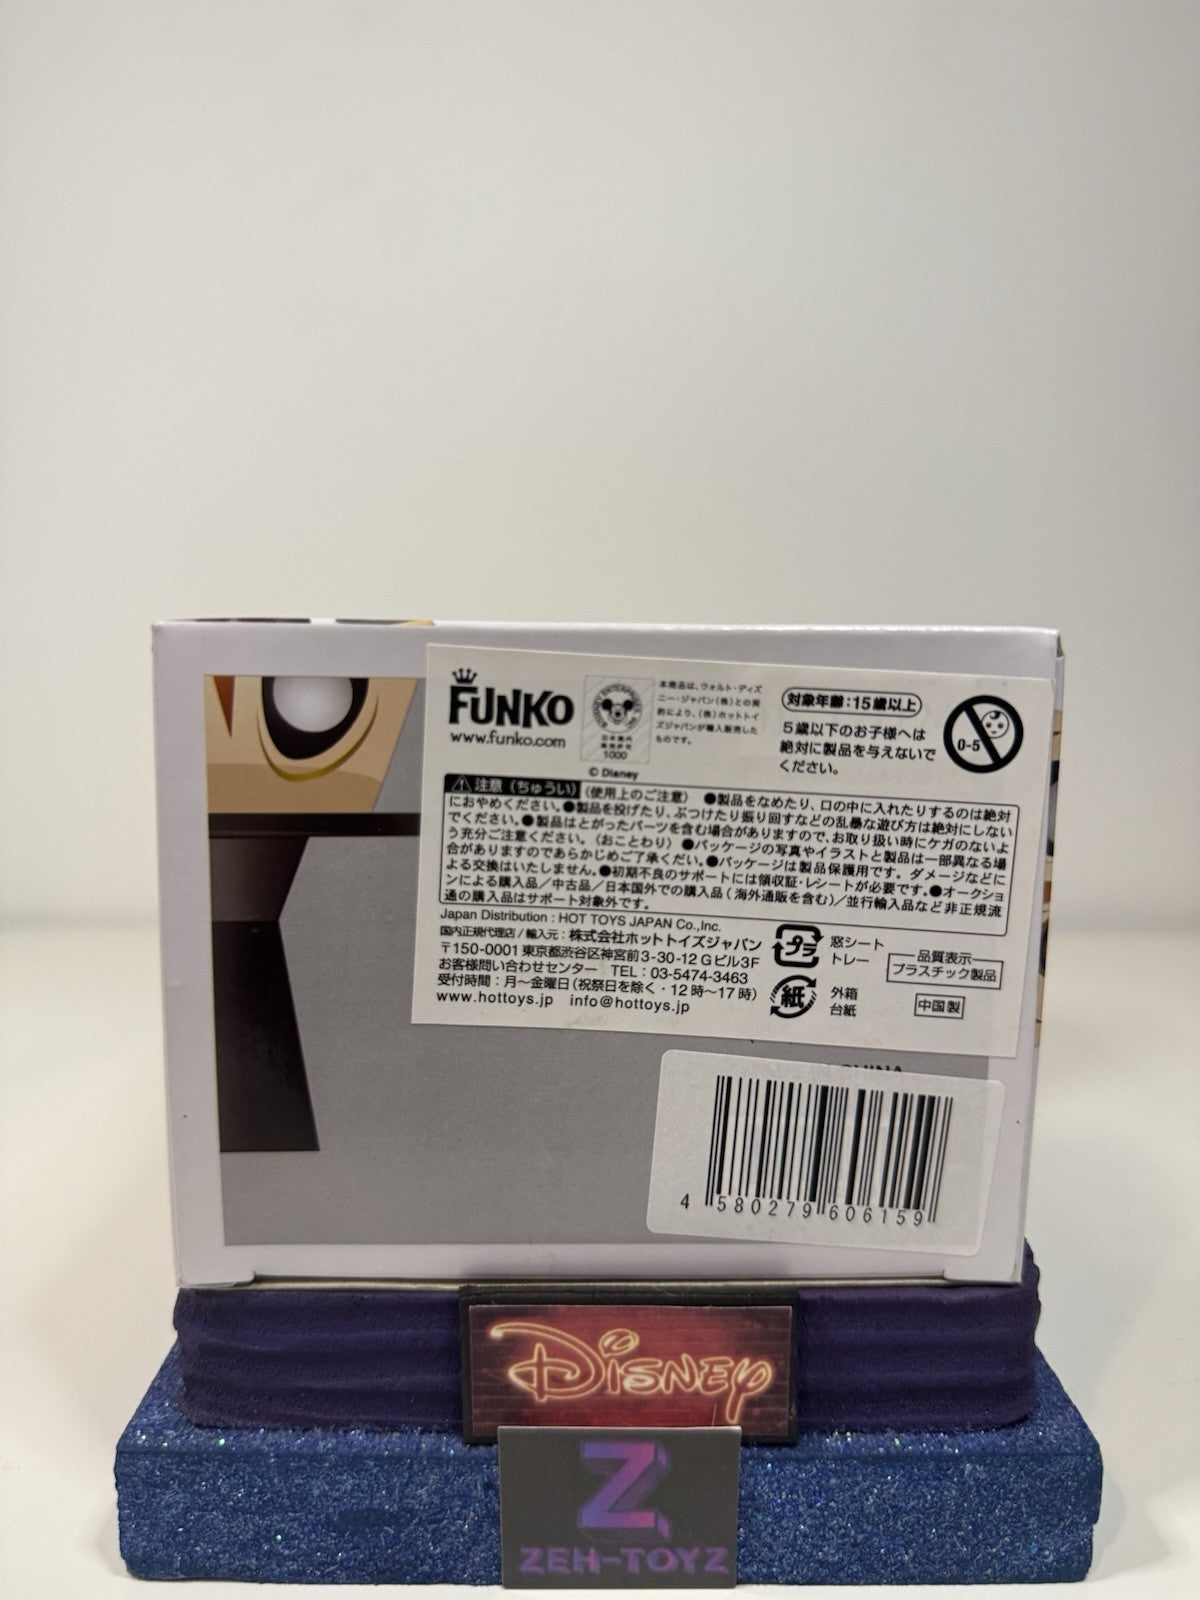 FUNKO
www.funko.com
DISNEY ENTERPRISES INC
1000
© Disney
本商品は、ウォルト・ディズ
ニー・ジャパン(株)との契
約により、(株)ホットトイ
ズジャパンが輸入販売した
ものです。
対象年齢:15歳以上
5歳以下のお子様へは
絶対に製品を与えないで
ください。
0-5
注意(ちゅうい) (使用上のご注意) ●製品をなめたり、口の中に入れたりするのは絶対
におやめください。●製品を投げたり、ぶつけたり振り回すなどの乱暴な遊び方は絶対にしない
でください。●製品はとがったパーツを含む場合がありますので、お取り扱い時にケガのないよ
う充分ご注意ください。(おことわり) ●パッケージの写真やイラストと製品は一部異なる場
合がありますのであらかじめご了承ください。●パッケージは製品保護用です。ダメージなどに
よる交換はいたしません。●初期不良のサポートには領収証・レシートが必要です。●オークショ
ンによる購入品/中古品/日本国外での購入品(海外通販を含む)/並行輸入品など非正規流
通の購入品はサポート対象外です。
Japan Distribution : HOT TOYS JAPAN Co.,Inc.
国内正規代理店/輸入元:株式会社ホットトイズジャパン
〒150-0001 東京都渋谷区神宮前3-30-12 Gビル3F
お客様問い合わせセンター TEL:03-5474-3463
受付時間:月～金曜日(祝祭日を除く・12時～17時)
www.hottoys.jp info@hottoys.jp
プラ
窓シート
トレー
紙
外箱
台紙
品質表示
プラスチック製品
中国製
CHINA
4 580279 606159
Disney
Z
ZEH-TOYZ